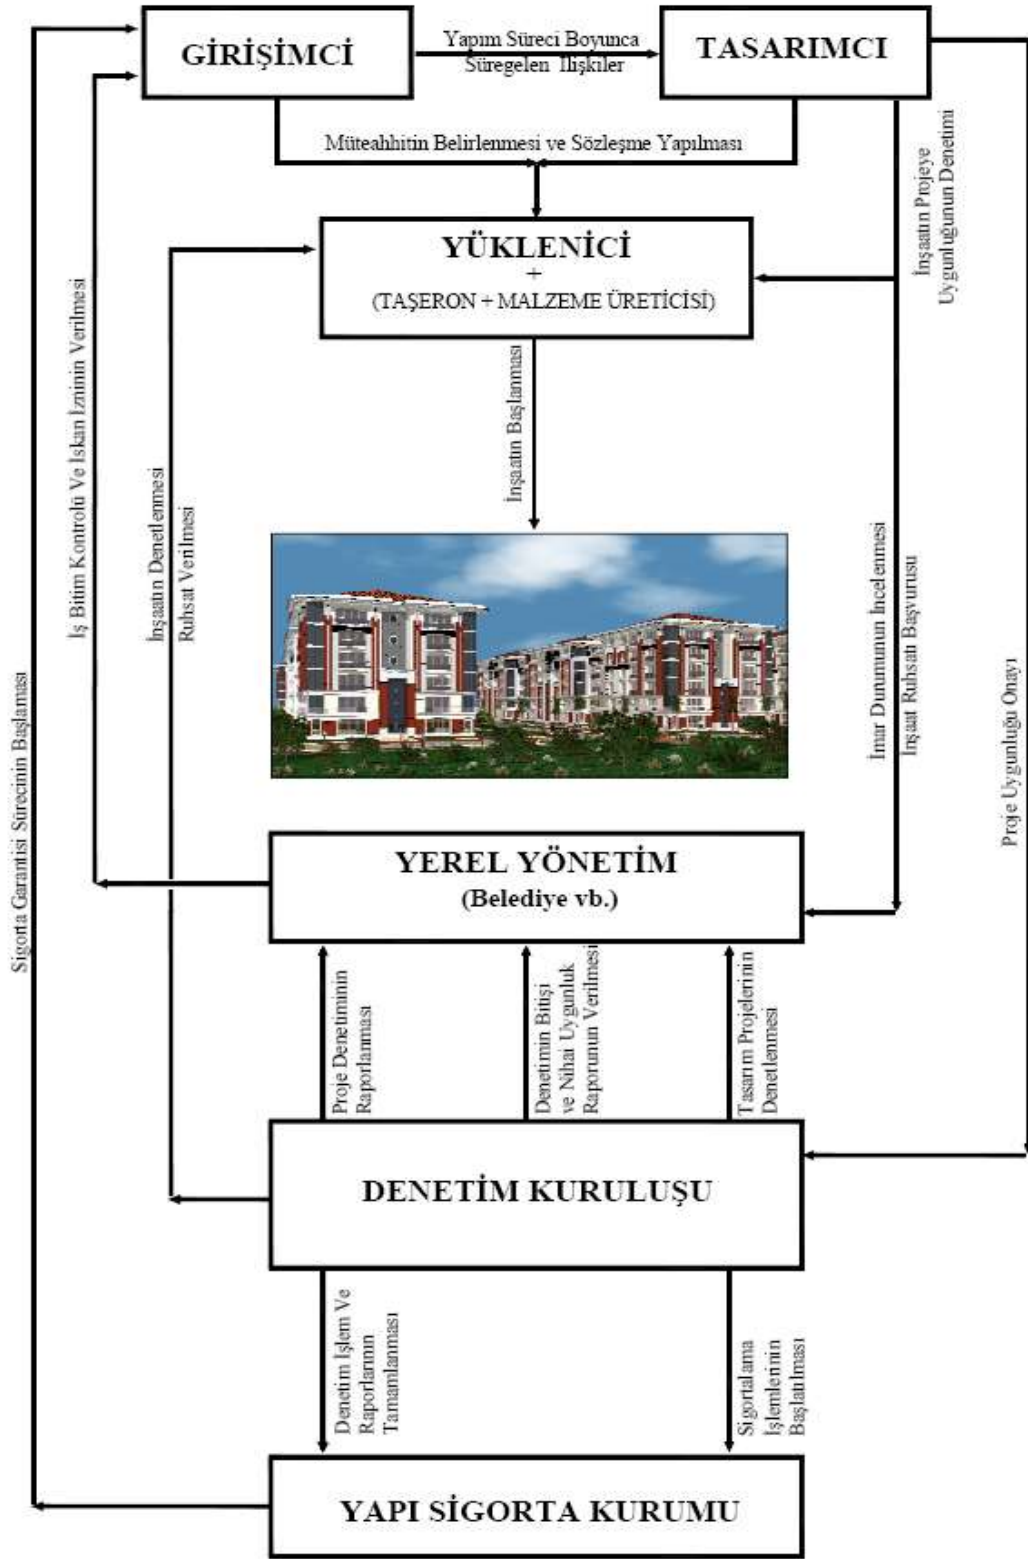 GİRİŞİMCİ
Yapım Süreci Boyunca
Süregelen İlişkiler
TASARIMCI
Müteahhitin Belirlenmesi ve Sözleşme Yapılması
İnşaatın Projeye
Uygunluğunun Denetimi
YÜKLENİCİ
+
(TAŞERON + MALZEME ÜRETİCİSİ)
İnşaatın Başlanması
İş Bitim Kontrolü Ve Iskan İzninin Verilmesi
İnşaatın Denetlenmesi
Ruhsat Verilmesi
Sigorta Garantisi Sürecinin Başlaması
İmar Durumunun İncelenmesi
İnşaat Ruhsatı Başvurusu
Proje Uygunluğu Onayı
YEREL YÖNETİM
(Belediye vb.)
Proje Denetiminin
Raporlanması
Denetimin Bitişi
ve Nihai Uygunluk
Raporunun Verilmesi
Tasarım Projelerinin
Denetlenmesi
DENETİM KURULUŞU
Denetim İşlem Ve
Raporlarının
Tamamlanması
Sigortalama
İşlemlerinin
Başlatılması
YAPI SİGORTA KURUMU